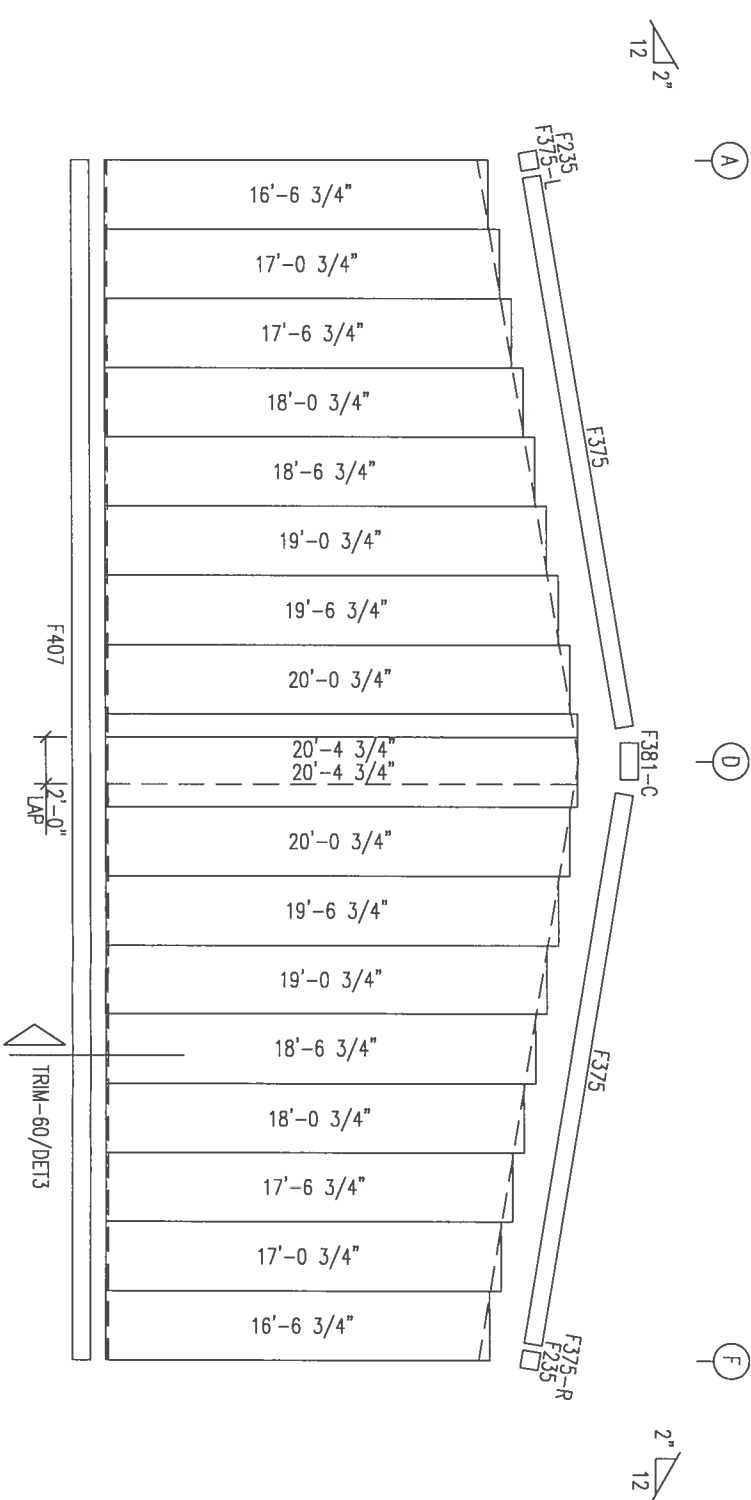 A
D
F
12
2"
2"
12
F235
F375-L
F375
F381-C
F375
F375-R
F235
16'-6 3/4"
17'-0 3/4"
17'-6 3/4"
18'-0 3/4"
18'-6 3/4"
19'-0 3/4"
19'-6 3/4"
20'-0 3/4"
20'-4 3/4"
20'-4 3/4"
20'-0 3/4"
19'-6 3/4"
19'-0 3/4"
18'-6 3/4"
18'-0 3/4"
17'-6 3/4"
17'-0 3/4"
16'-6 3/4"
F407
2'-0"
LAP
TRIM-60/DET3